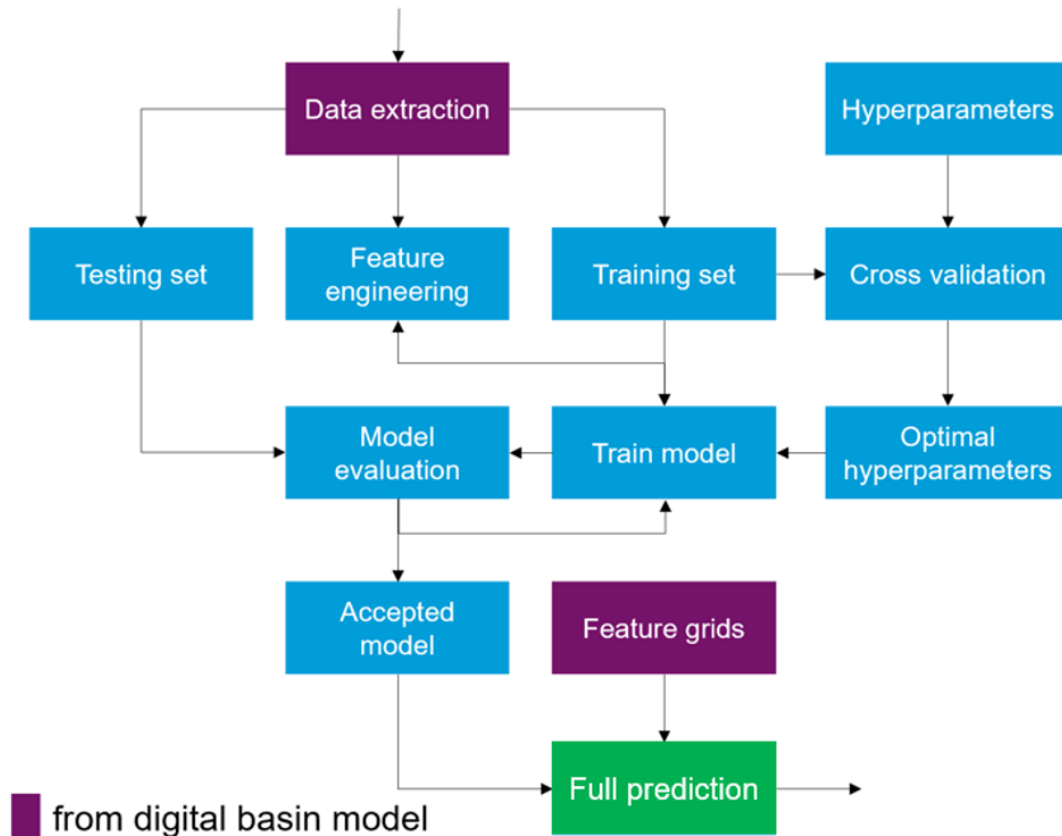 Data extraction
Hyperparameters
Testing set
Feature
engineering
Training set
Cross validation
Model
evaluation
Train model
Optimal
hyperparameters
Accepted
model
Feature grids
Full prediction
from digital basin model